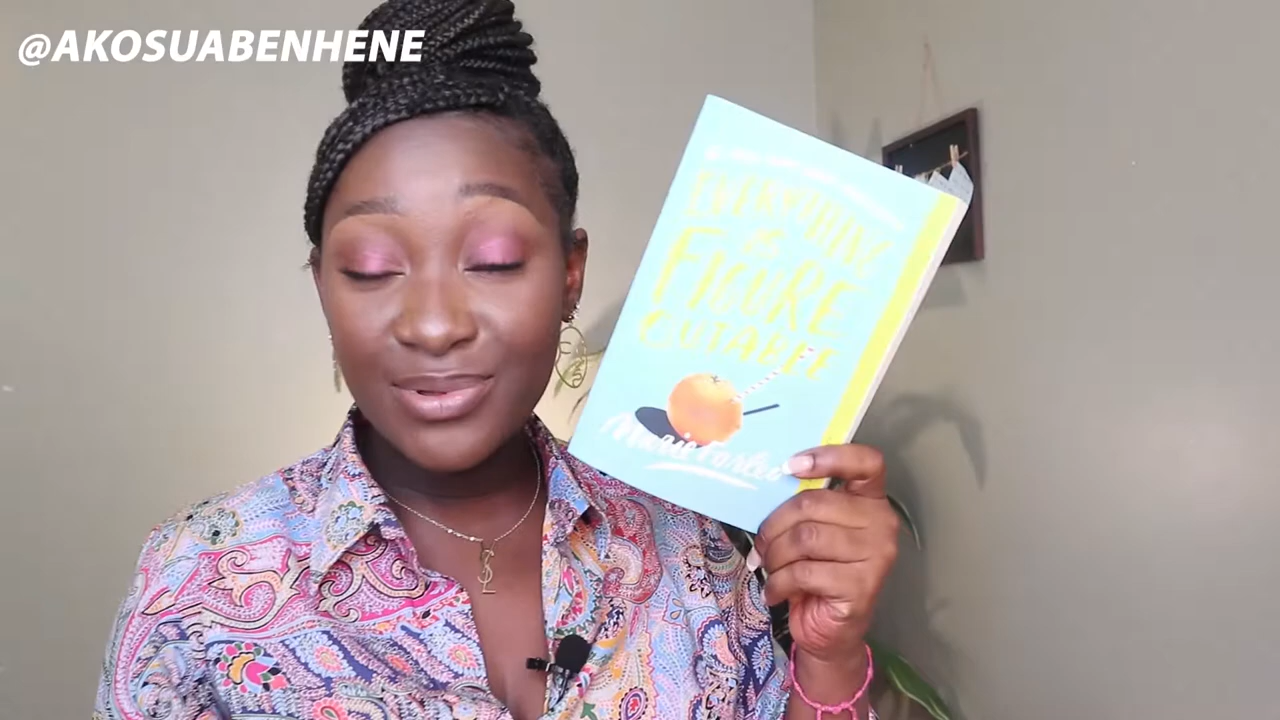 @AKOSUABENHENE
EVERYTHING
IS
FIGURE
OUTABLE
Marie Forleo